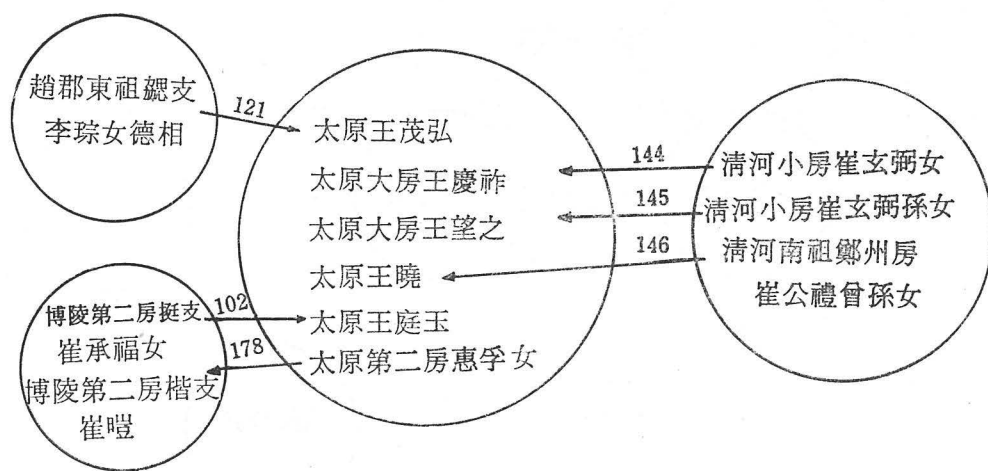 趙郡東祖勰支
李琮女德相
121
太原王茂弘
太原大房王慶祚
太原大房王望之
太原王曉
太原王庭玉
太原第二房惠孚女
144
清河小房崔玄弼女
145
清河小房崔玄弼孫女
146
清河南祖鄭州房
崔公禮曾孫女
博陵第二房挺支
102
崔承福女
178
博陵第二房楷支
崔暟